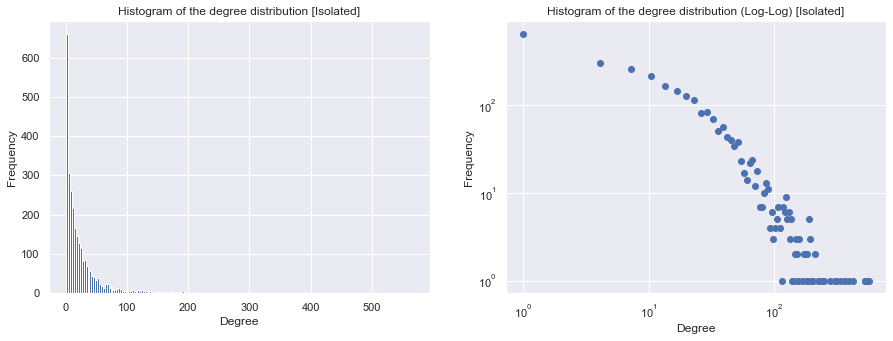 Histogram of the degree distribution [Isolated]
600
500
400
300
200
100
0
Frequency
0 100 200 300 400 500
Degree
Histogram of the degree distribution (Log-Log) [Isolated]
10²
10¹
10⁰
Frequency
10⁰ 10¹ 10²
Degree